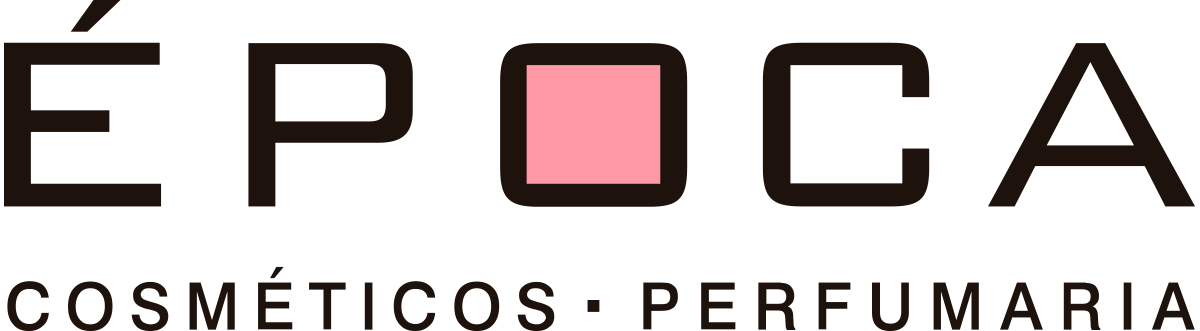 ÉPOCA
COSMÉTICOS · PERFUMARIA